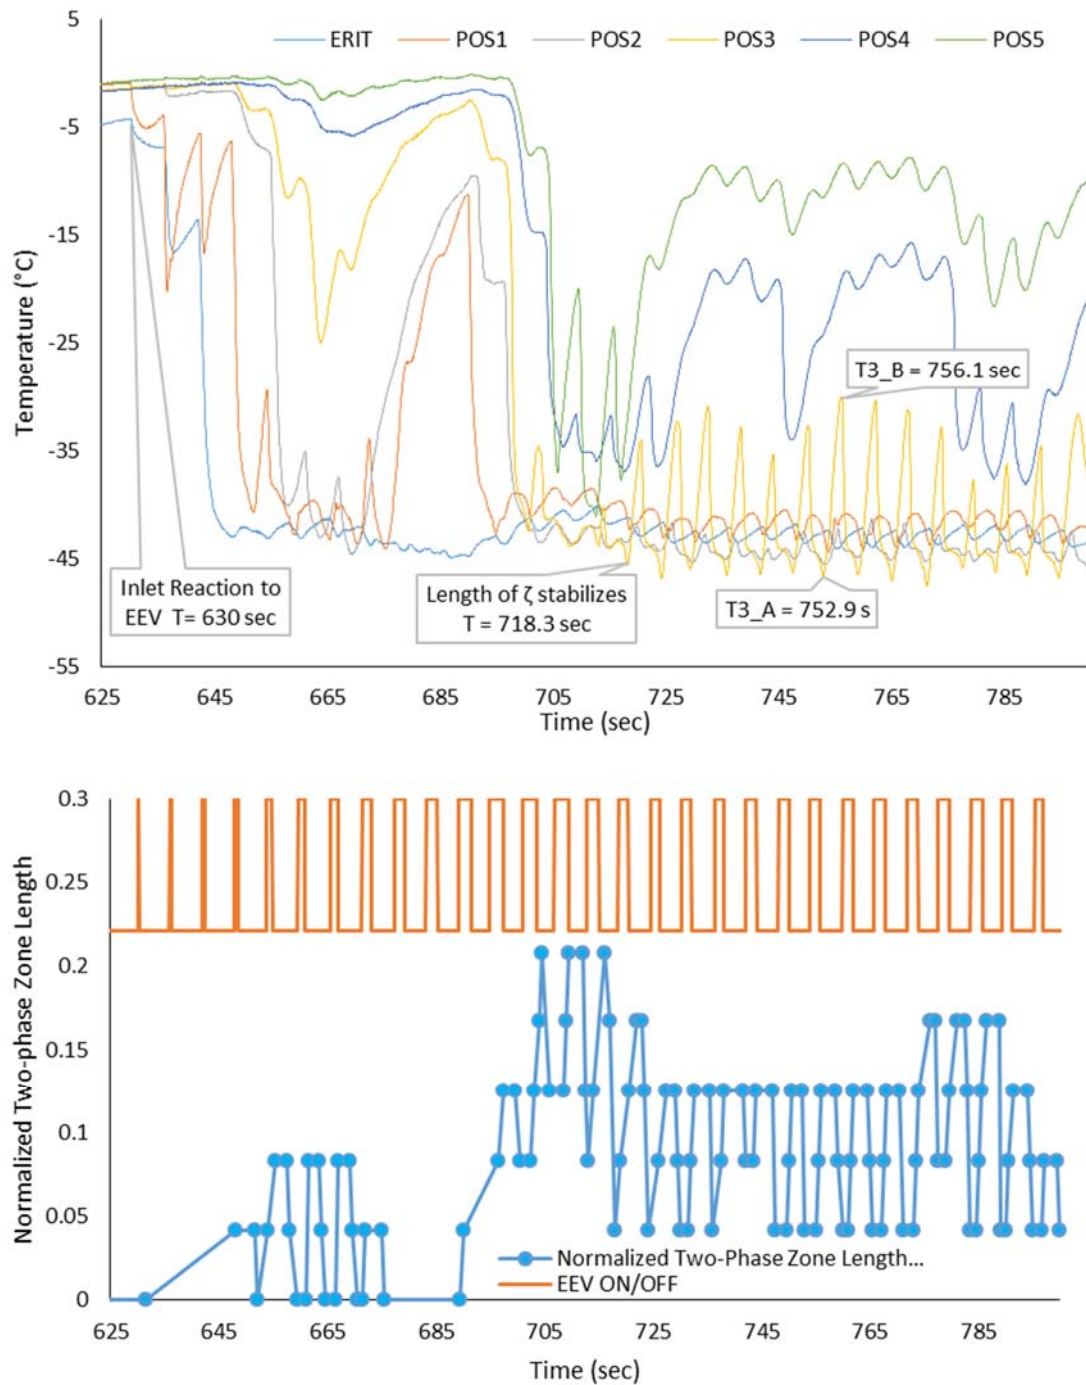 5
ERIT POS1 POS2 POS3 POS4 POS5
-5
-15
-25
-35
-45
-55
Temperature (°C)
T3_B = 756.1 sec
Inlet Reaction to
EEV T= 630 sec
Length of ζ stabilizes
T = 718.3 sec
T3_A = 752.9 s
625 645 665 685 705 725 745 765 785
Time (sec)
0.3
0.25
0.2
0.15
0.1
0.05
0
Normalized Two-phase Zone Length
Normalized Two-Phase Zone Length...
EEV ON/OFF
625 645 665 685 705 725 745 765 785
Time (sec)